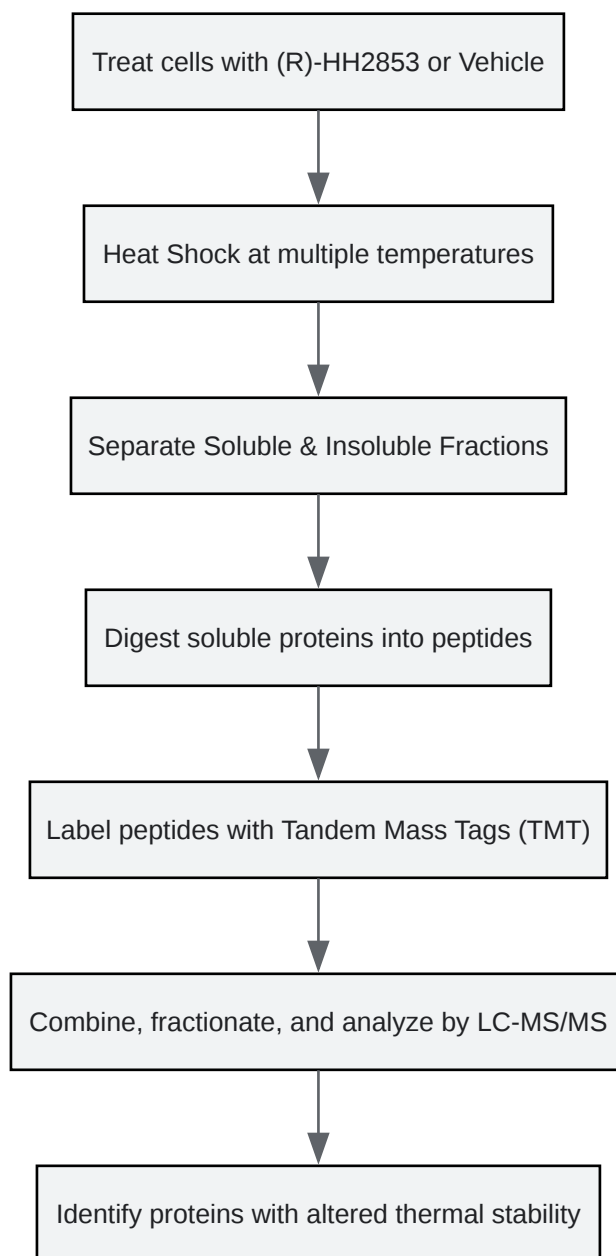 Treat cells with (R)-HH2853 or Vehicle
Heat Shock at multiple temperatures
Separate Soluble & Insoluble Fractions
Digest soluble proteins into peptides
Label peptides with Tandem Mass Tags (TMT)
Combine, fractionate, and analyze by LC-MS/MS
Identify proteins with altered thermal stability